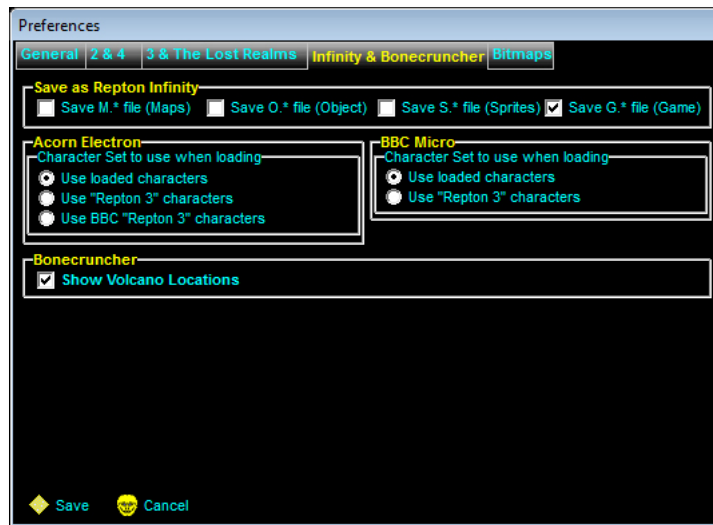 Preferences
General 2 & 4 3 & The Lost Realms Infinity & Bonecruncher Bitmaps
Save as Repton Infinity
Save M.* file (Maps) Save O.* file (Object) Save S.* file (Sprites) Save G.* file (Game)
Acorn Electron
Character Set to use when loading
Use loaded characters
Use "Repton 3" characters
Use BBC "Repton 3" characters
BBC Micro
Character Set to use when loading
Use loaded characters
Use "Repton 3" characters
Bonecruncher
Show Volcano Locations
Save Cancel